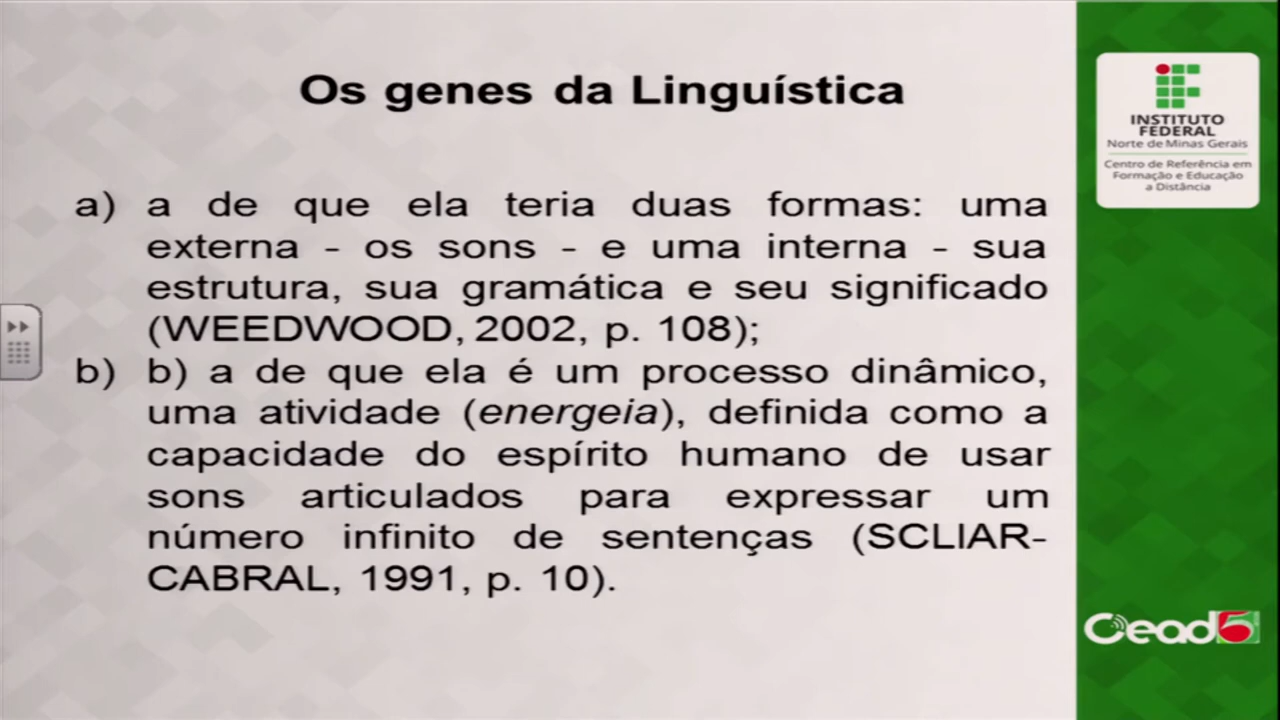 Os genes da Linguística
a) a de que ela teria duas formas: uma
externa - os sons - e uma interna - sua
estrutura, sua gramática e seu significado
(WEEDWOOD, 2002, p. 108);
b) b) a de que ela é um processo dinâmico,
uma atividade (energeia), definida como a
capacidade do espírito humano de usar
sons articulados para expressar um
número infinito de sentenças (SCLIAR-
CABRAL, 1991, p. 10).
INSTITUTO
FEDERAL
Norte de Minas Gerais
Centro de Referência em
Formação e Educação
a Distância
Cead5